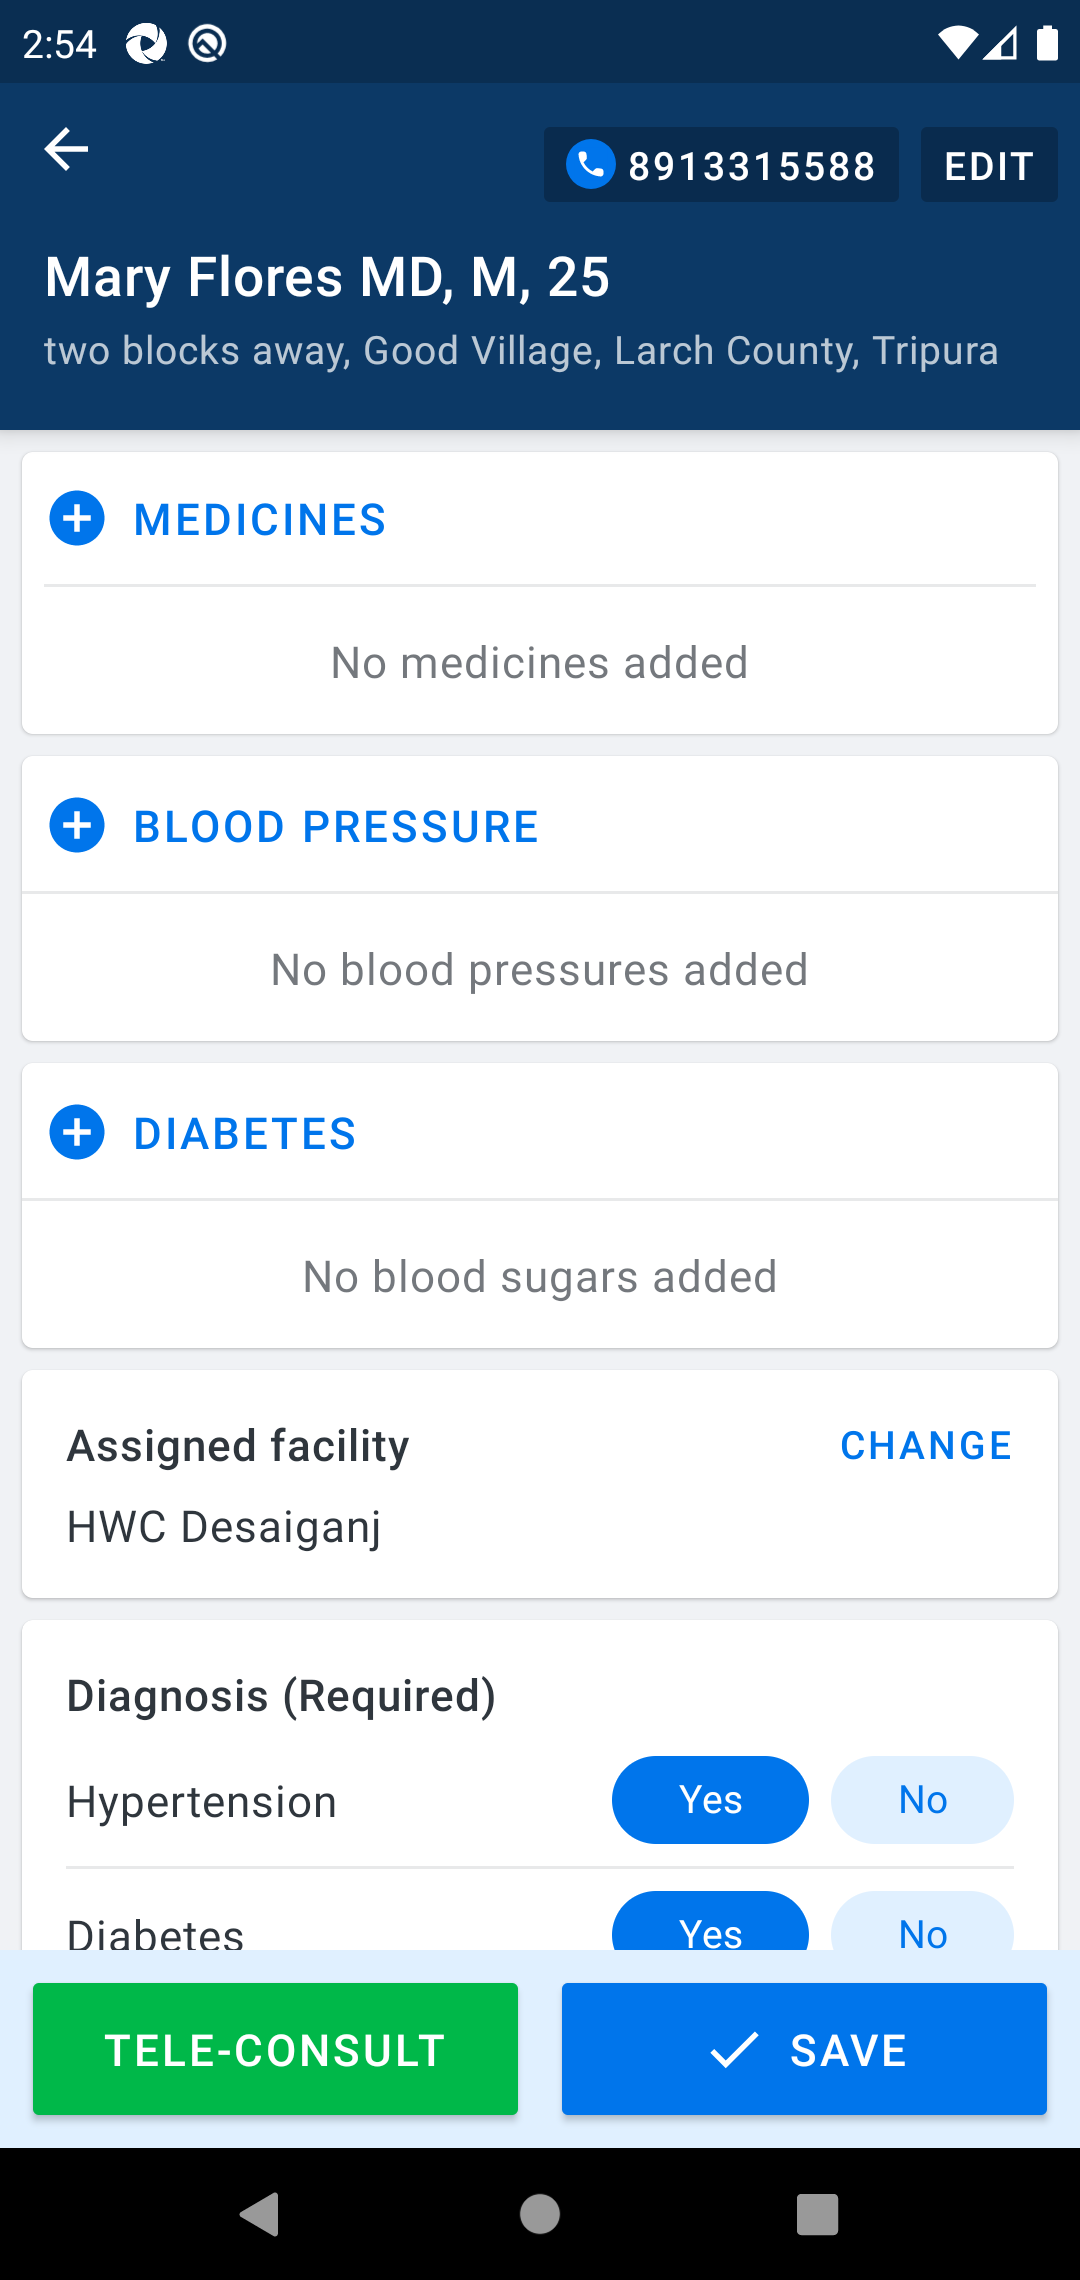 2:54
8913315588
EDIT
Mary Flores MD, M, 25
two blocks away, Good Village, Larch County, Tripura
MEDICINES
No medicines added
BLOOD PRESSURE
No blood pressures added
DIABETES
No blood sugars added
Assigned facility
CHANGE
HWC Desaiganj
Diagnosis (Required)
Hypertension
Yes
No
Diabetes
Yes
No
TELE-CONSULT
SAVE